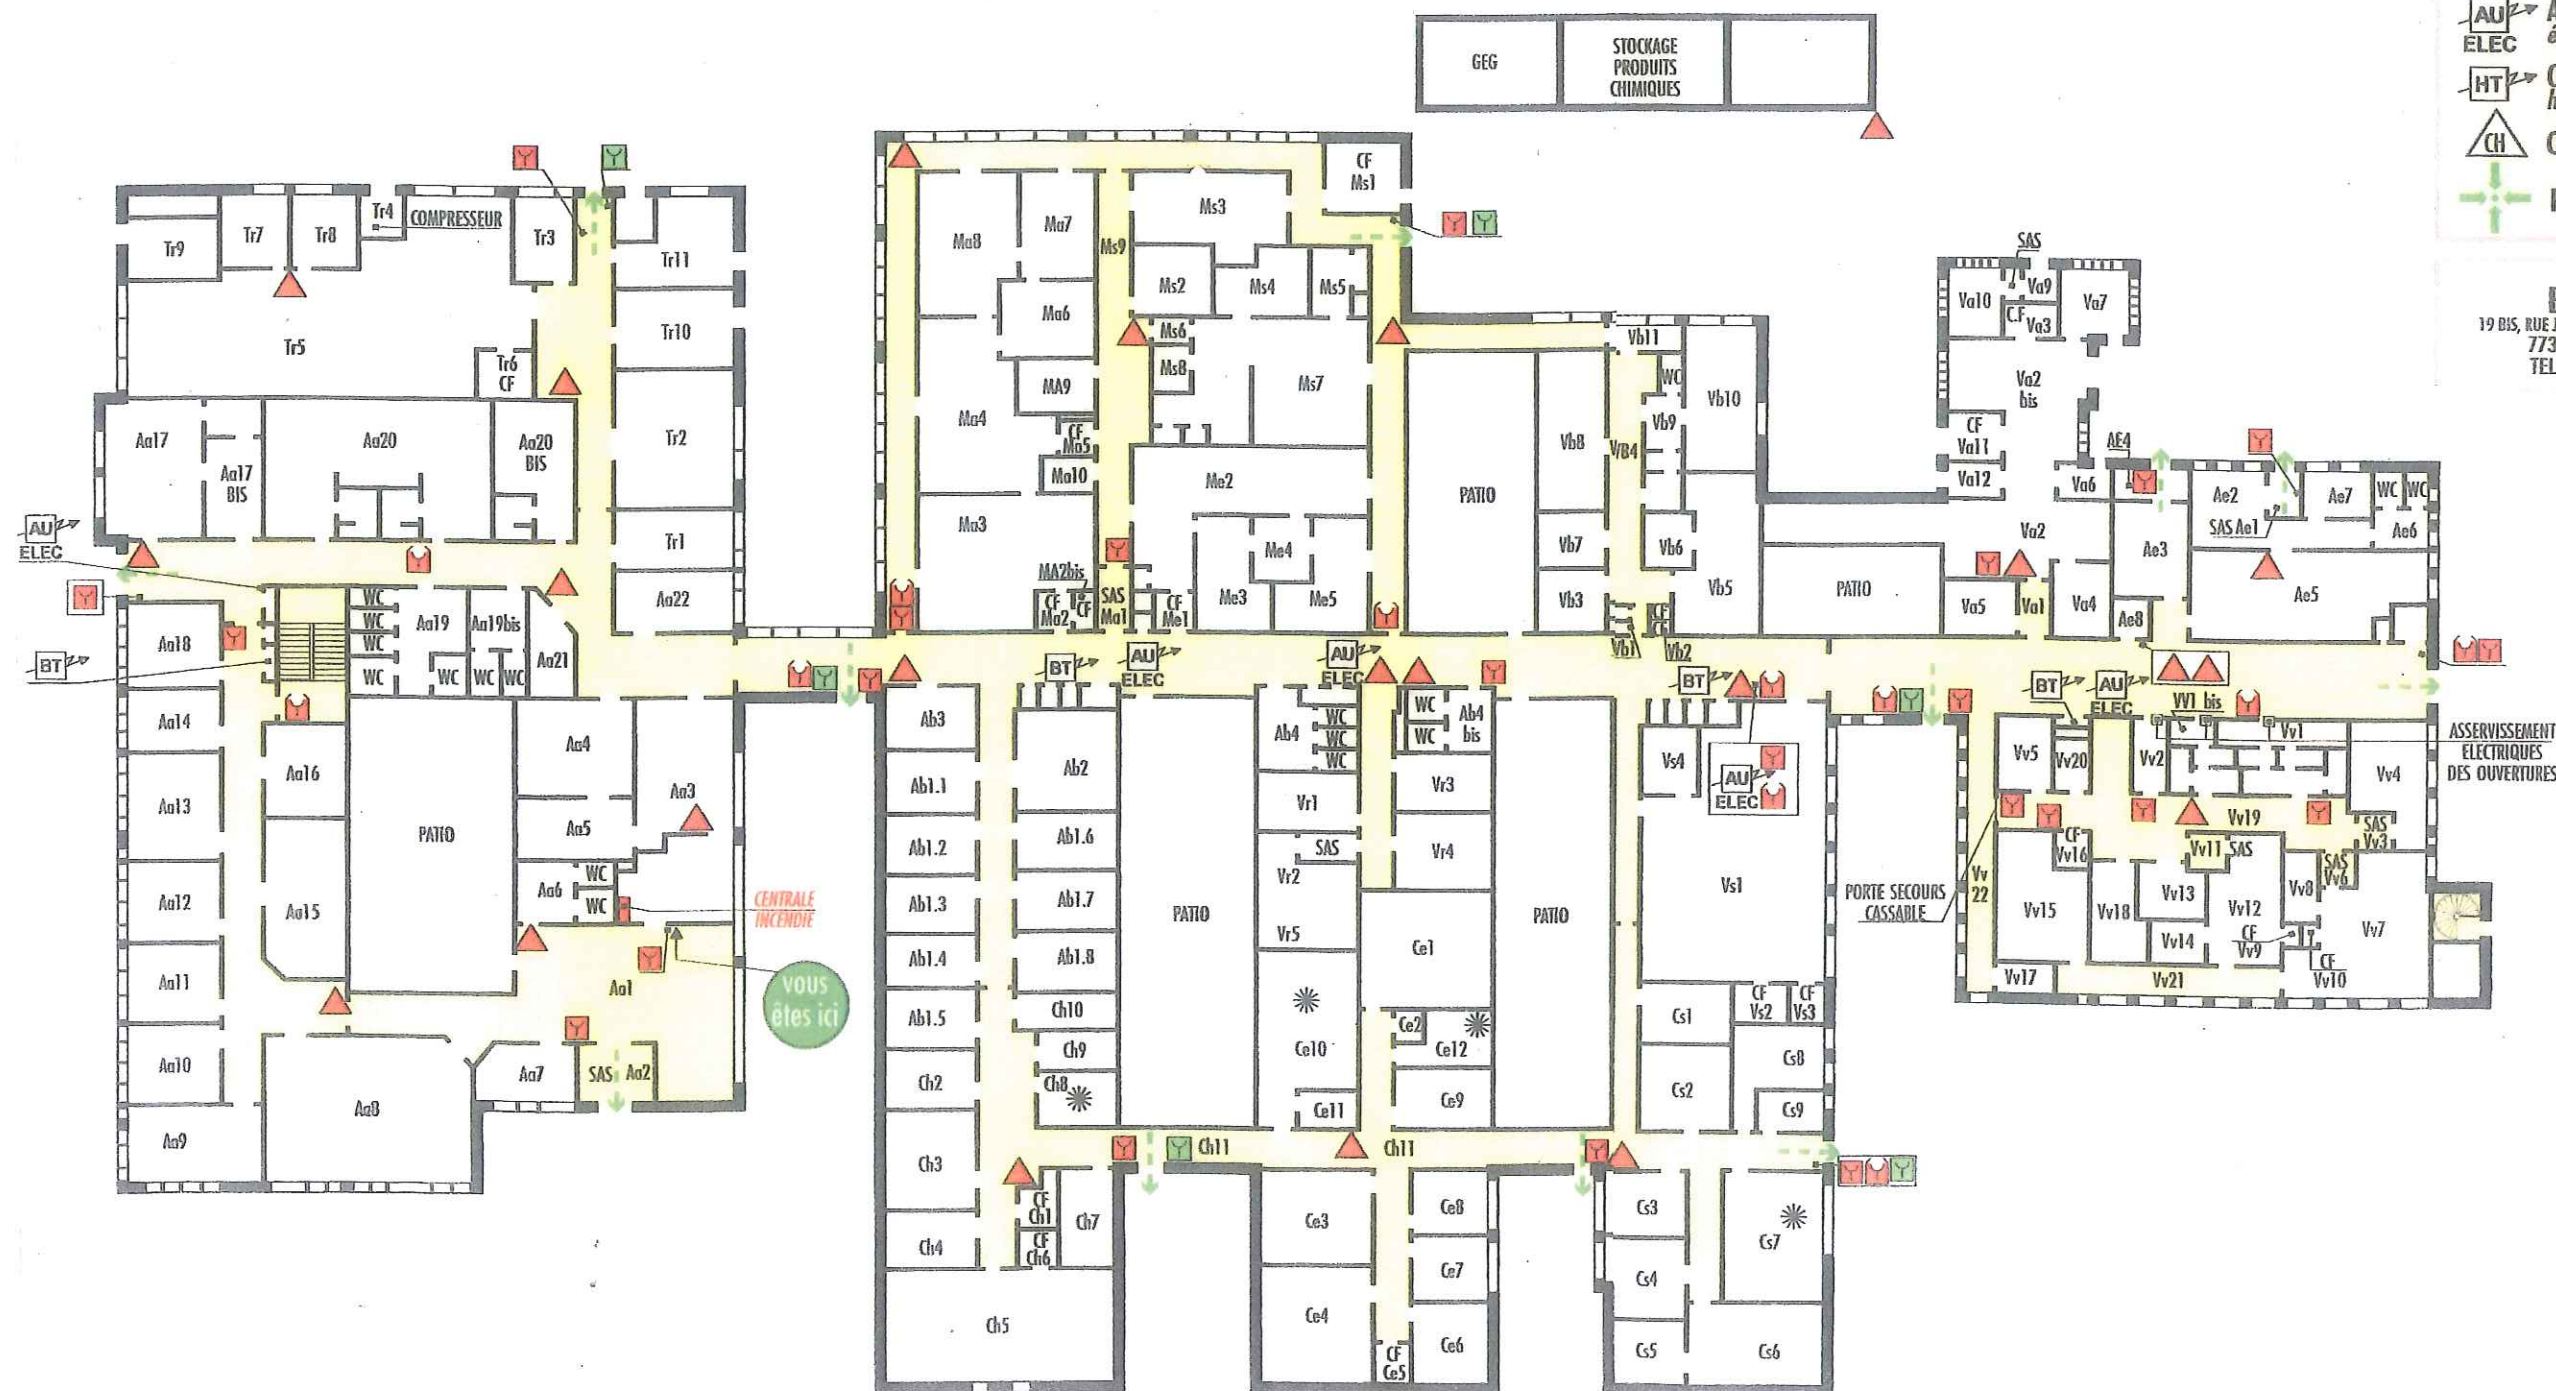 GEG
STOCKAGE
PRODUITS
CHIMIQUES
AU
ELEC
HT
CH
19 BIS, RUE
773
TEL
Tr9
Tr7
Tr8
Tr4
COMPRESSEUR
Tr3
Tr11
Tr5
Tr10
Tr6
CF
Tr2
Tr1
Aa17
Aa17
BIS
Aa20
Aa20
BIS
Aa22
AU
ELEC
BT
Aa18
WC
WC
WC
WC
Aa19
WC
Aa19bis
WC
WC
Aa21
Aa14
Aa16
Aa13
Aa15
Aa12
Aa11
Aa10
Aa9
Aa8
PATIO
Aa4
Aa3
Aa5
Aa6
WC
WC
CENTRALE
INCENDIE
VOUS
êtes ici
Aa1
Aa7
SAS
Aa2
Ma8
Ma7
Ms9
Ms3
CF
Ms1
Ms2
Ms4
Ms5
Ma6
Ms6
Ms8
Ms7
MA9
Ma4
CF
Ma5
Ma10
Me2
Ma3
Me4
MA2bis
CF
Ma2
CF
SAS
Ma1
CF
Me1
Me3
Me5
PATIO
Vb8
Vb7
Vb3
Vb11
WC
Vb9
Vb10
VB4
Vb6
Vb5
CF
Vb1
Vb2
SAS
Va10
Va9
C.F
Va3
Va7
Va2
bis
CF
Va11
Va12
Va6
AE4
Va2
PATIO
Va5
Va1
Va4
Ae3
Ae8
Ae2
SAS Ae1
Ae7
WC
WC
Ae6
Ae5
BT
AU
ELEC
AU
ELEC
BT
BT
AU
ELEC
VV1 bis
Vv1
ASSERVISSEMENT
ELECTRIQUES
DES OUVERTURES
Ab3
Ab1.1
Ab1.2
Ab1.3
Ab1.4
Ab1.5
Ch2
Ch3
Ch4
Ch5
Ab2
Ab1.6
Ab1.7
Ab1.8
Ch10
Ch9
Ch8
CF
Ch1
CF
Ch6
Ch7
PATIO
Ab4
WC
WC
WC
Vr1
SAS
Vr2
Vr5
Ce10
Ce11
WC
WC
Ab4
bis
Vr3
Vr4
Ce1
Ce2
Ce12
Ce9
PATIO
Ch11
Ch11
Ce3
Ce4
Ce8
Ce7
Ce6
CF
Ce5
Vs4
AU
ELEC
Vs1
Cs1
CF
Vs2
CF
Vs3
Cs2
Cs8
Cs9
Cs3
Cs4
Cs5
Cs7
Cs6
PORTE SECOURS
CASSABLE
Vv5
Vv20
Vv2
Vv4
Vv19
SAS
Vv3
CF
Vv16
Vv11
SAS
SAS
Vv6
Vv
22
Vv15
Vv18
Vv13
Vv14
Vv12
CF
Vv9
Vv8
Vv7
CF
Vv10
Vv17
Vv21